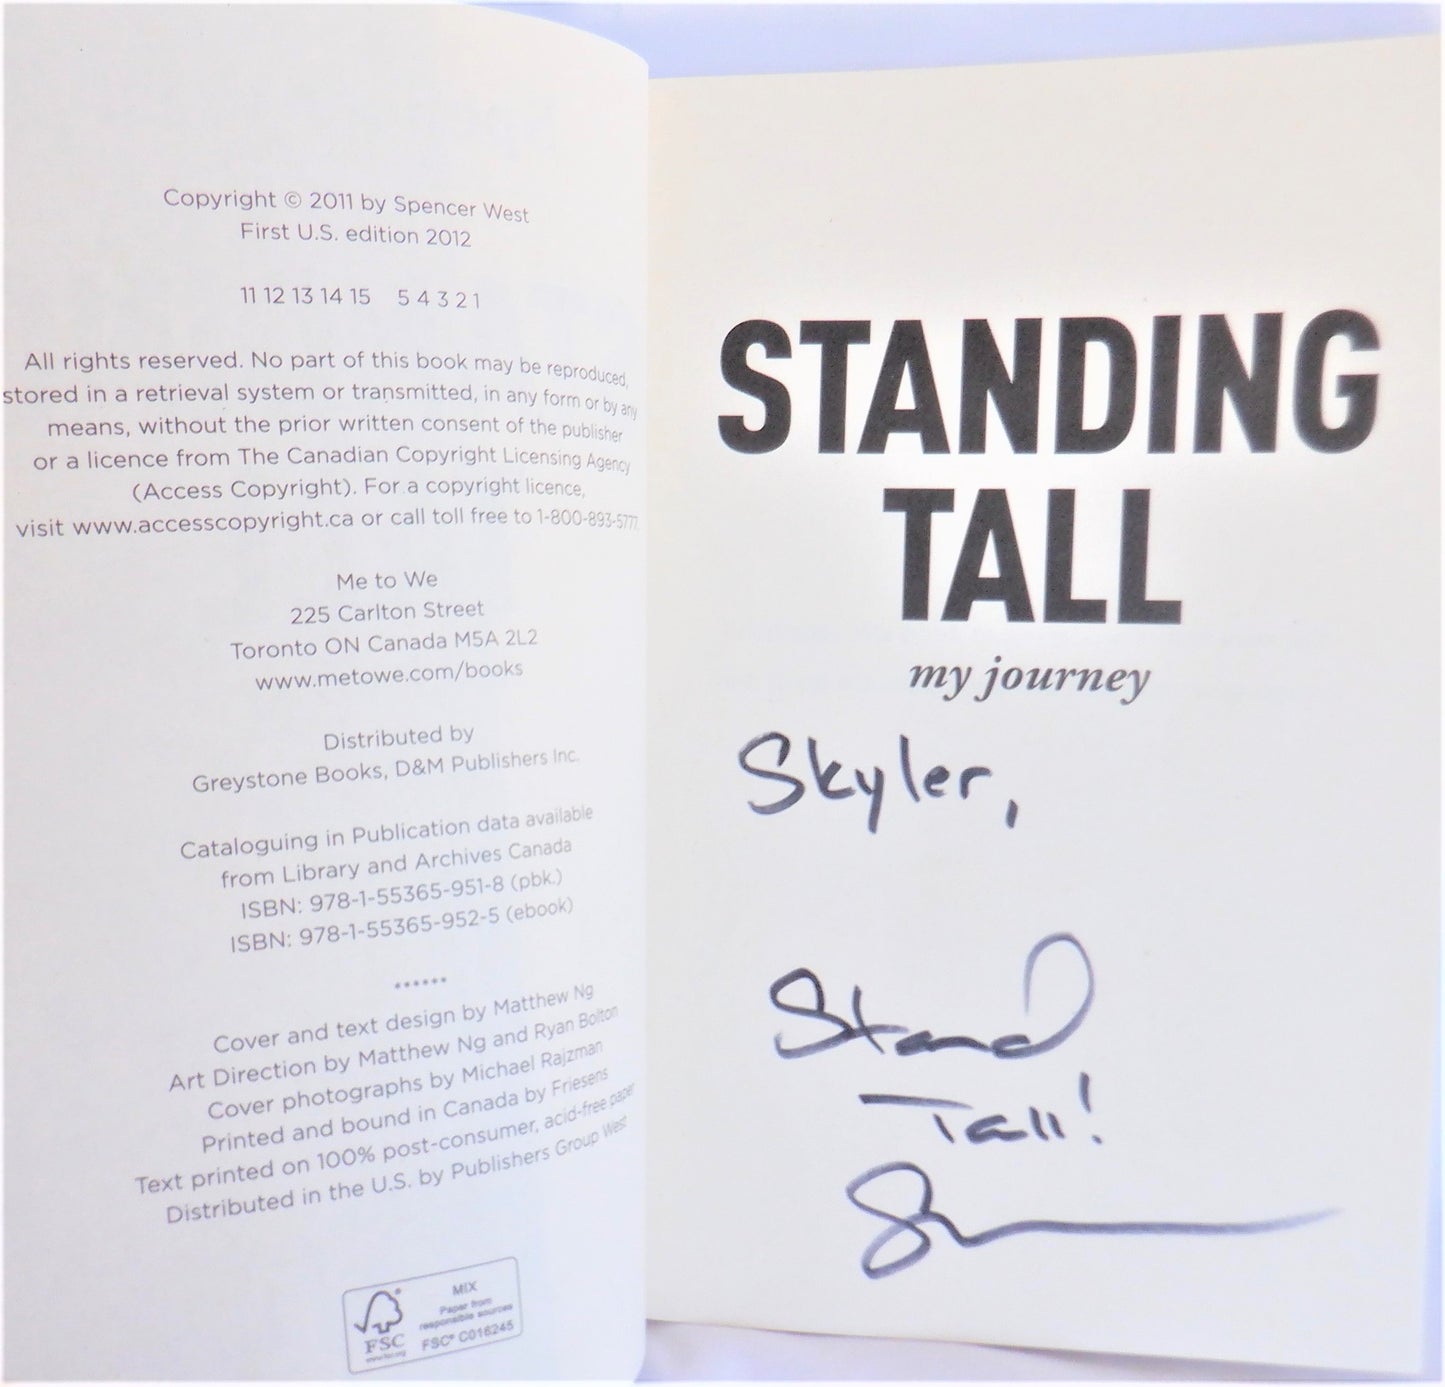 Copyright © 2011 by Spencer West
First U.S. edition 2012
11 12 13 14 15 5 4 3 2 1
All rights reserved. No part of this book may be reproduced,
stored in a retrieval system or transmitted, in any form or by any
means, without the prior written consent of the publisher
or a licence from The Canadian Copyright Licensing Agency
(Access Copyright). For a copyright licence,
visit www.accesscopyright.ca or call toll free to 1-800-893-5777.
Me to We
225 Carlton Street
Toronto ON Canada M5A 2L2
www.metowe.com/books
Distributed by
Greystone Books, D&M Publishers Inc.
Cataloguing in Publication data available
from Library and Archives Canada
ISBN: 978-1-55365-951-8 (pbk.)
ISBN: 978-1-55365-952-5 (ebook)
••••••
Cover and text design by Matthew Ng
Art Direction by Matthew Ng and Ryan Bolton
Cover photographs by Michael Rajzman
Printed and bound in Canada by Friesens
Text printed on 100% post-consumer, acid-free paper
Distributed in the U.S. by Publishers Group West
FSC
www.fsc.org
MIX
Paper from
responsible sources
FSC® C016245
STANDING
TALL
my journey
Skyler,
Stand
Tall!